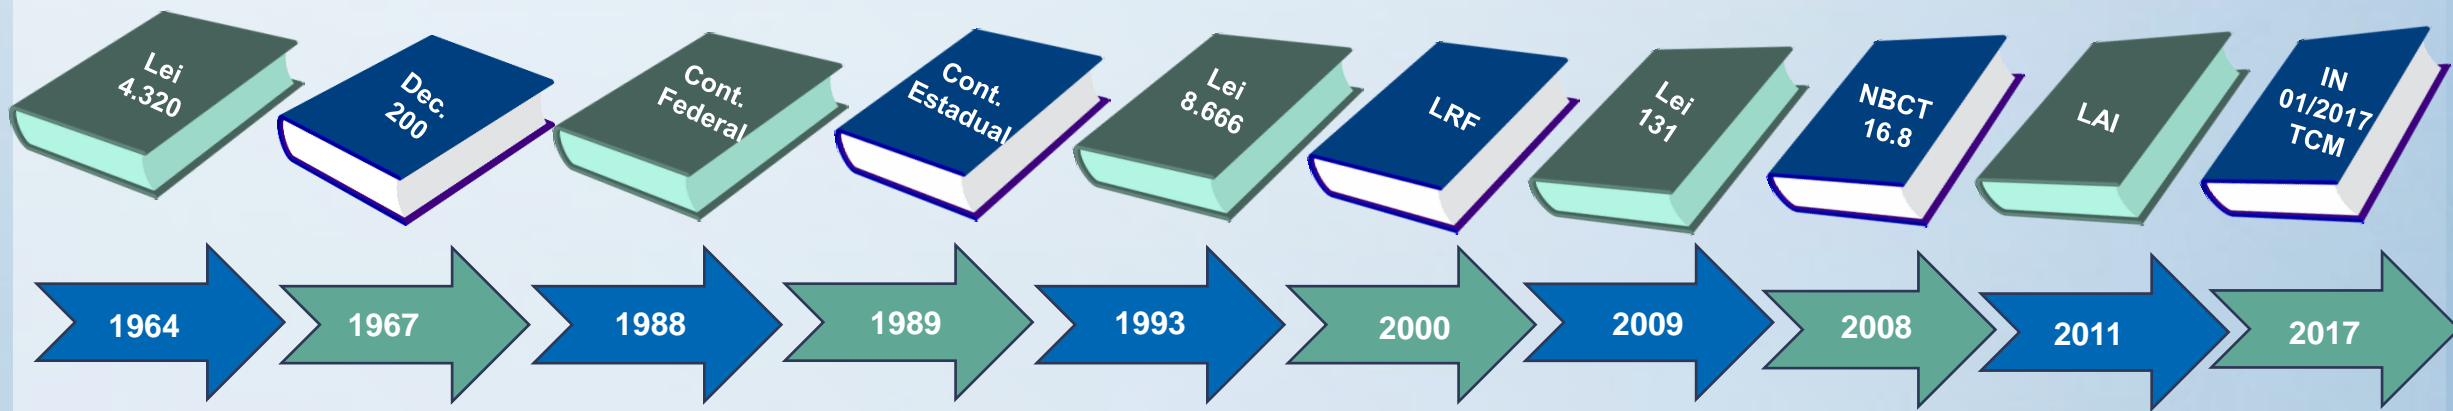 Lei
4.320
Dec.
200
Cont.
Federal
Cont.
Estadual
Lei
8.666
LRF
Lei
131
NBCT
16.8
LAI
IN
01/2017
TCM
1964
1967
1988
1989
1993
2000
2009
2008
2011
2017